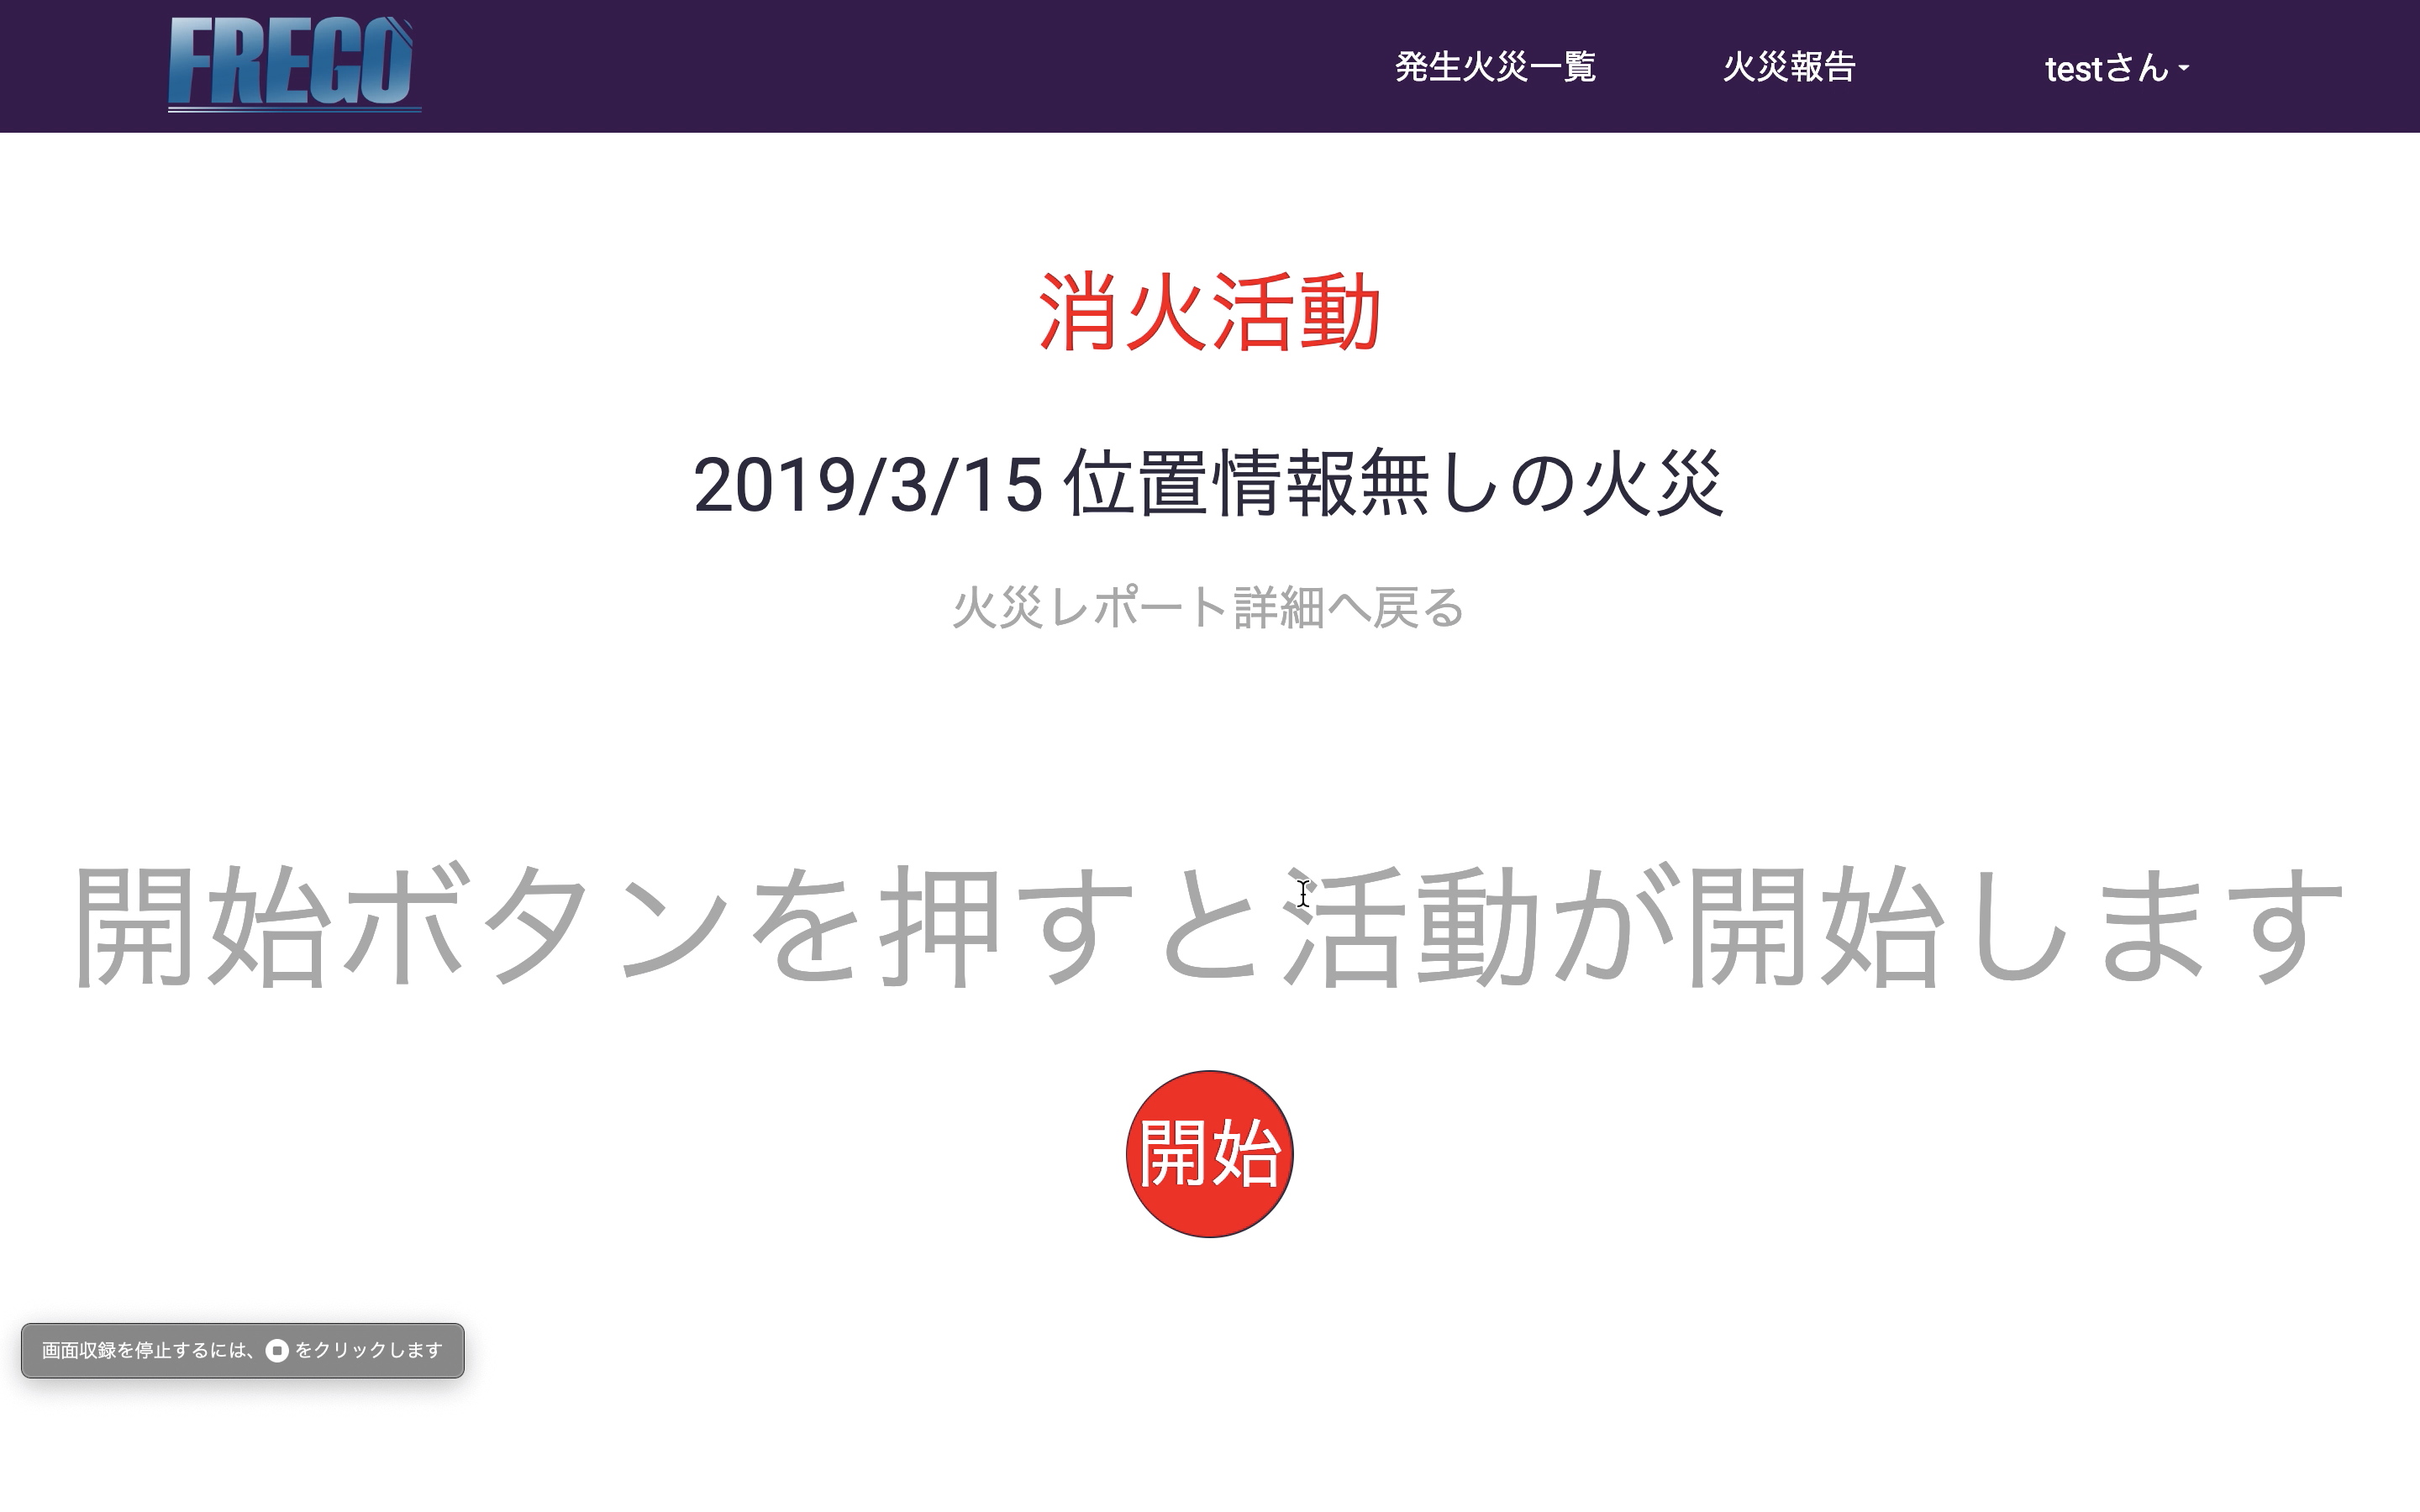 FREGO
発生火災一覧
火災報告
testさん
消火活動
2019/3/15 位置情報無しの火災
火災レポート詳細へ戻る
開始ボタンを押すと活動が開始します
開始
画面収録を停止するには、をクリックします